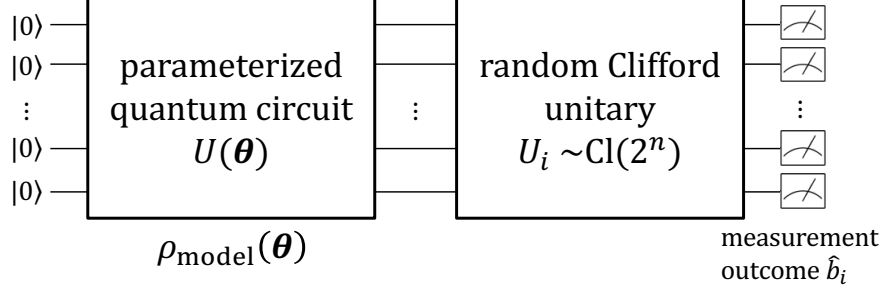 |0⟩
|0⟩
⋮
|0⟩
|0⟩
parameterized
quantum circuit
U(θ)
ρ_model(θ)
⋮
random Clifford
unitary
U_i ~Cl(2^n)
⋮
measurement
outcome b̂_i